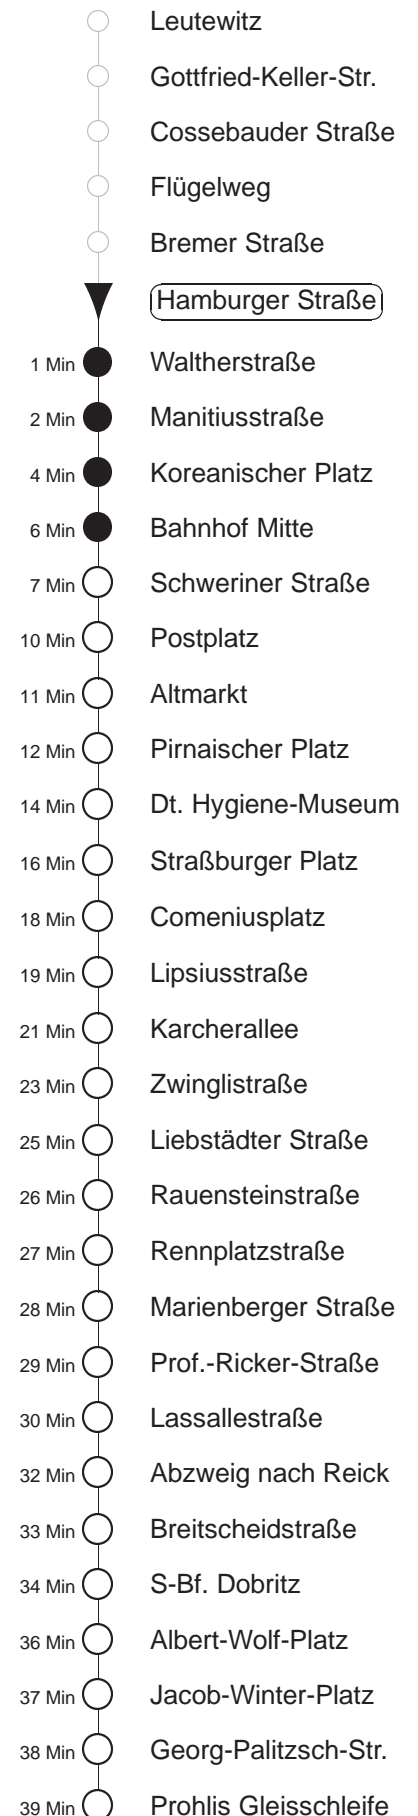 Leutewitz
Gottfried-Keller-Str.
Cossebauder Straße
Flügelweg
Bremer Straße
Hamburger Straße
1 Min Waltherstraße
2 Min Manitiusstraße
4 Min Koreanischer Platz
6 Min Bahnhof Mitte
7 Min Schweriner Straße
10 Min Postplatz
11 Min Altmarkt
12 Min Pirnaischer Platz
14 Min Dt. Hygiene-Museum
16 Min Straßburger Platz
18 Min Comeniusplatz
19 Min Lipsiusstraße
21 Min Karcherallee
23 Min Zwinglistraße
25 Min Liebstädter Straße
26 Min Rauensteinstraße
27 Min Rennplatzstraße
28 Min Marienberger Straße
29 Min Prof.-Ricker-Straße
30 Min Lassallestraße
32 Min Abzweig nach Reick
33 Min Breitscheidstraße
34 Min S-Bf. Dobritz
36 Min Albert-Wolf-Platz
37 Min Jacob-Winter-Platz
38 Min Georg-Palitzsch-Str.
39 Min Prohlis Gleisschleife